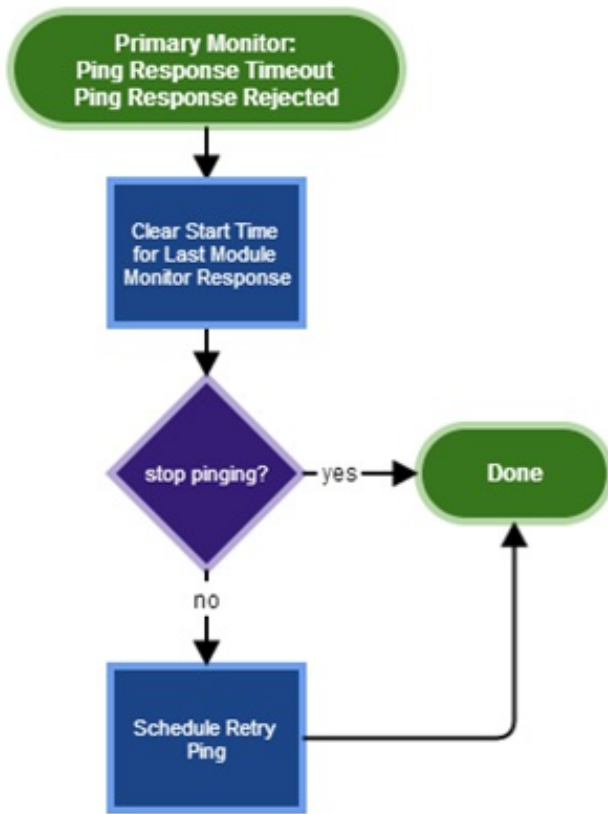 Primary Monitor:
Ping Response Timeout
Ping Response Rejected
Clear Start Time
for Last Module
Monitor Response
stop pinging?
yes
Done
no
Schedule Retry
Ping